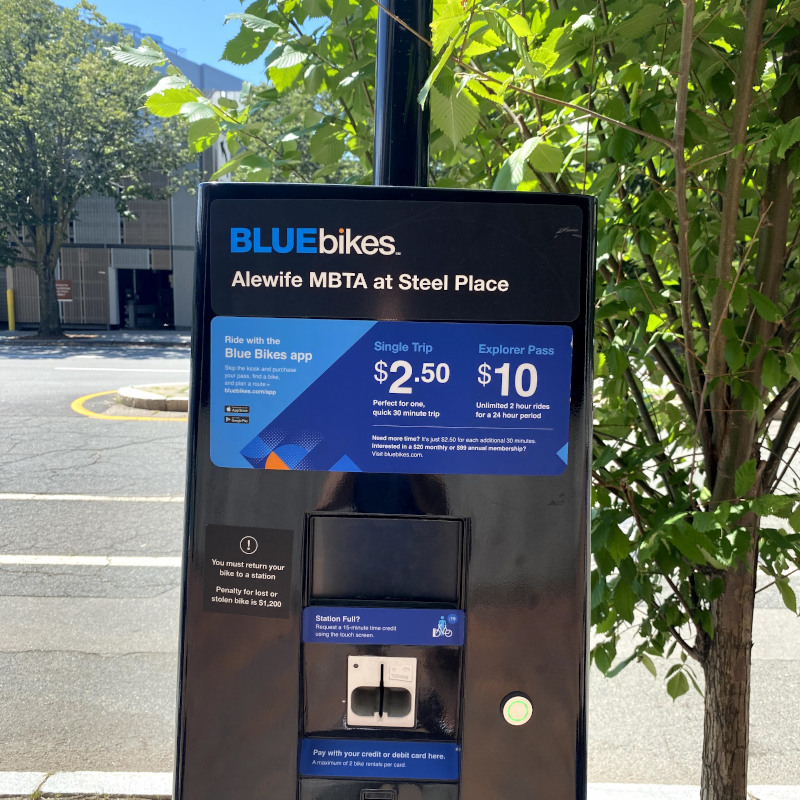 BLUEbikes
Alewife MBTA at Steel Place
Ride with the
Blue Bikes app
Skip the kiosk and purchase
your pass, find a bike,
and plan a route –
bluebikes.com/app
App Store
Google Play
Single Trip
$2.50
Perfect for one,
quick 30 minute trip
Explorer Pass
$10
Unlimited 2 hour rides
for a 24 hour period
Need more time? It's just $2.50 for each additional 30 minutes.
Interested in a $20 monthly or $99 annual membership?
Visit bluebikes.com.
!
You must return your
bike to a station
Penalty for lost or
stolen bike is $1,200
Station Full?
Request a 15-minute time credit
using the touch screen.
Pay with your credit or debit card here.
A maximum of 2 bike rentals per card.